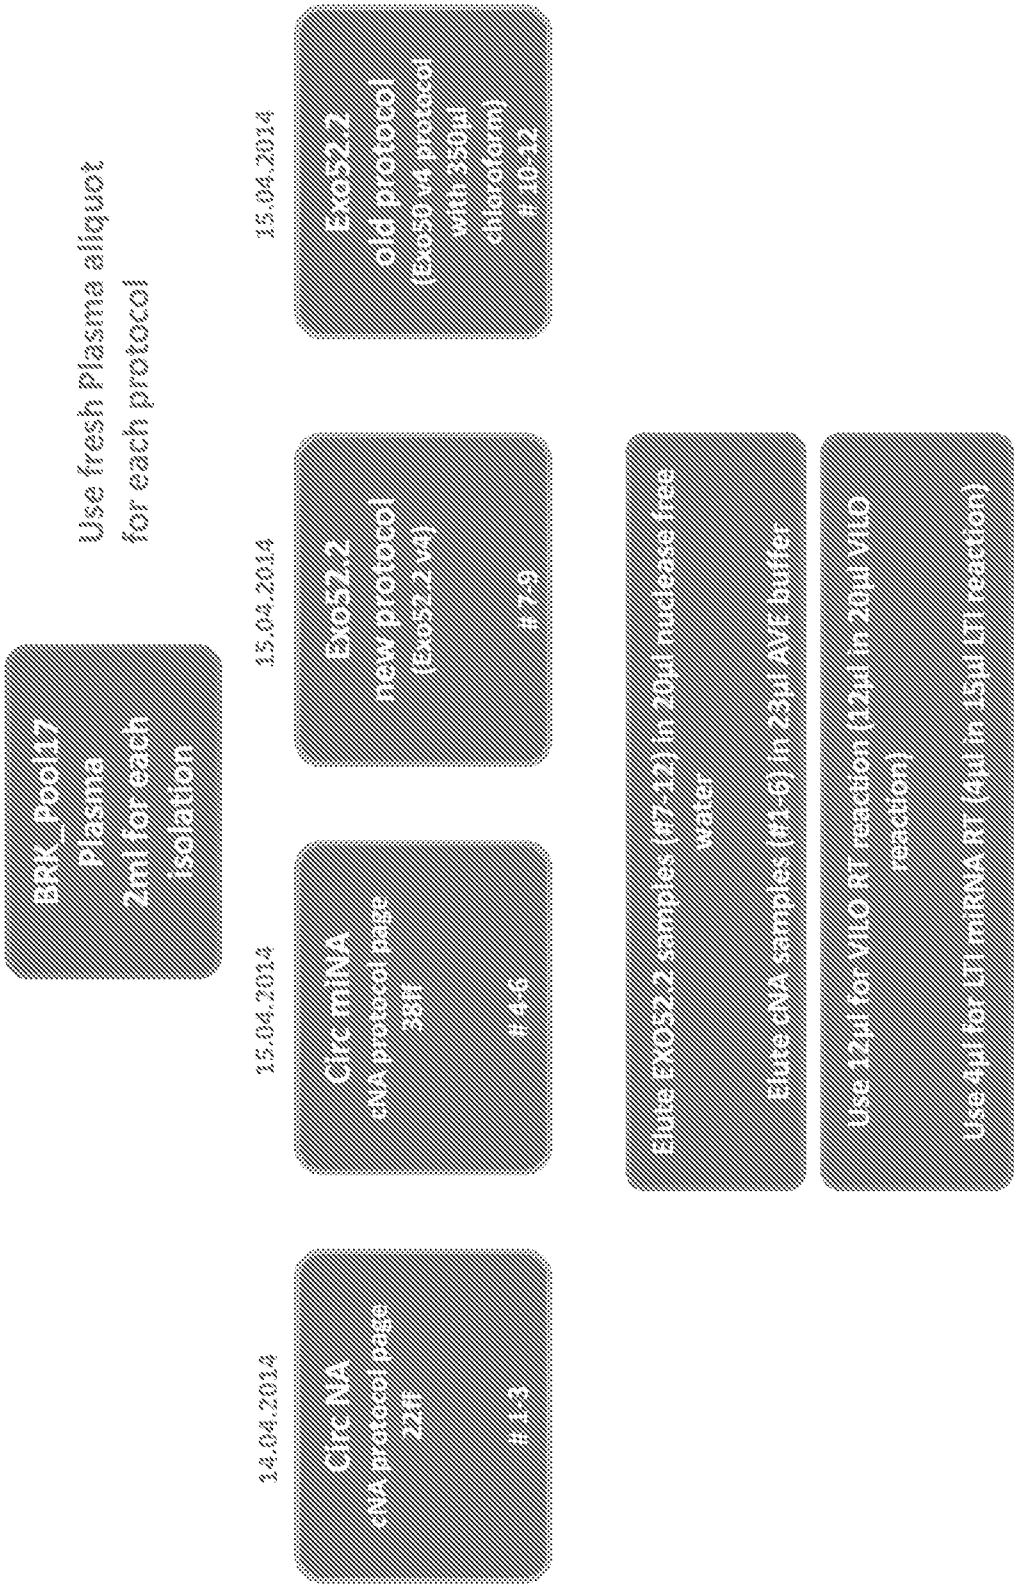 BRK_Pool17
Plasma
2ml for each
isolation
Use fresh Plasma aliquot
for each protocol
14.04.2014
Circ NA
cNA protocol page
22ff
# 1-3
15.04.2014
Circ miNA
cNA protocol page
38ff
# 4-6
15.04.2014
Exo52.2
new protocol
(Exo52.2 v4)
# 7-9
15.04.2014
Exo52.2
old protocol
(Exo50 v4 protocol
with 350µl
chloroform)
# 10-12
Elute EXO52.2 samples (#7-12) in 20µl nuclease free
water
Elute cNA samples (#1-6) in 23µl AVE buffer
Use 12µl for VILO RT reaction (12µl in 20µl VILO
reaction)
Use 4µl for LTI miRNA RT (4µl in 15µl LTI reaction)